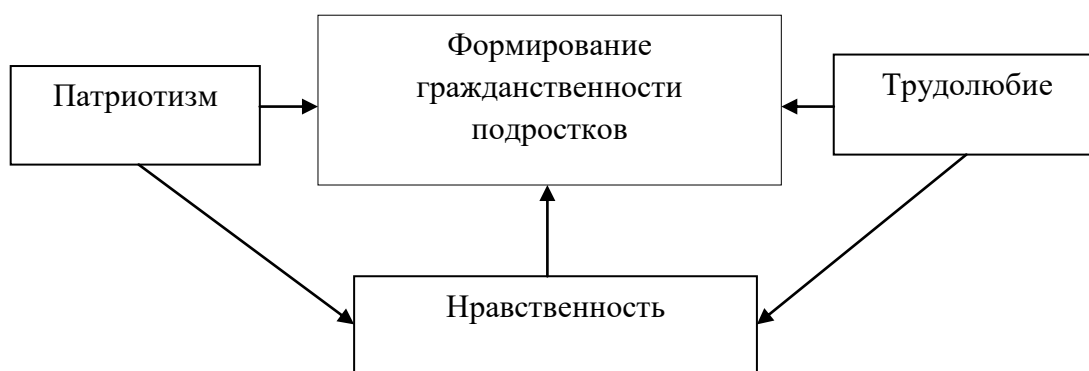 Патриотизм
Формирование
гражданственности
подростков
Трудолюбие
Нравственность